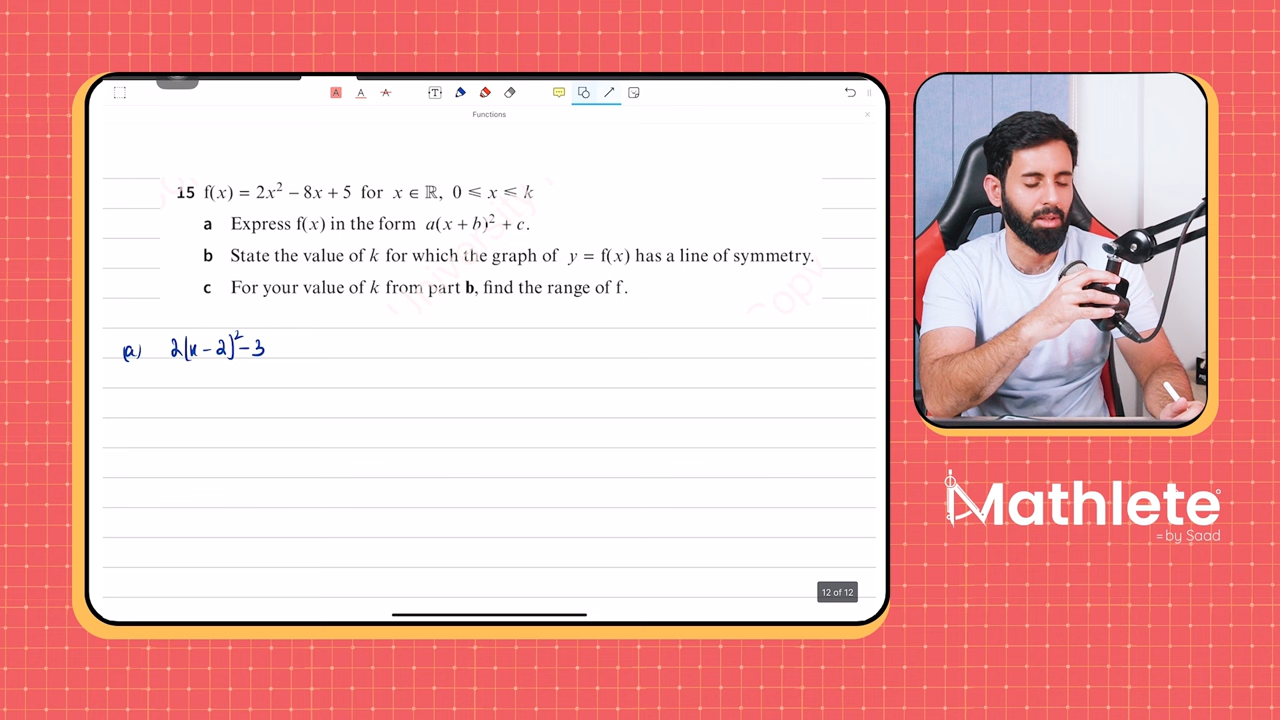 A A A T
Functions
15 f(x) = 2x² − 8x + 5 for x ∈ ℝ, 0 ⩽ x ⩽ k
a Express f(x) in the form a(x + b)² + c.
b State the value of k for which the graph of y = f(x) has a line of symmetry.
c For your value of k from part b, find the range of f.
(a) 2(x − 2)² − 3
12 of 12
Mathlete
= by Saad